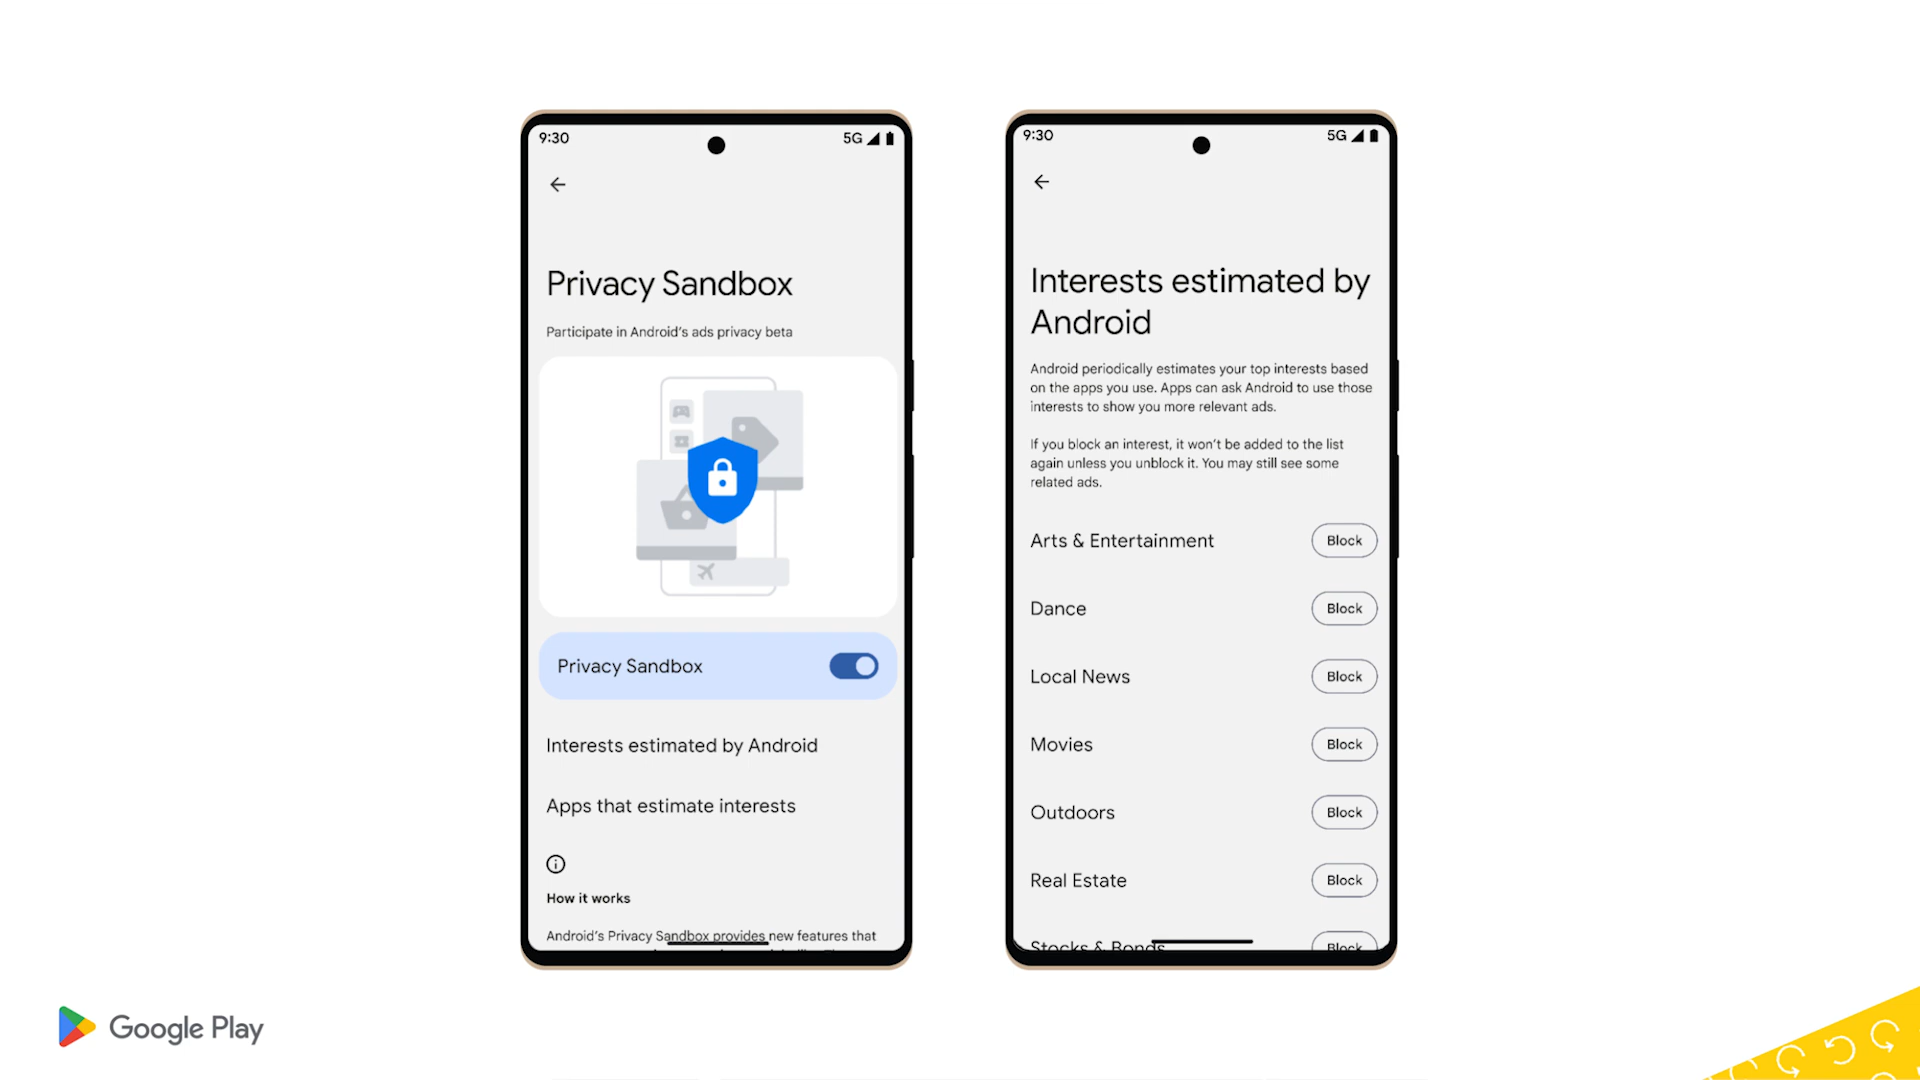 9:30
5G
Privacy Sandbox
Participate in Android's ads privacy beta
Privacy Sandbox
Interests estimated by Android
Apps that estimate interests
How it works
Android's Privacy Sandbox provides new features that
9:30
5G
Interests estimated by
Android
Android periodically estimates your top interests based
on the apps you use. Apps can ask Android to use those
interests to show you more relevant ads.
If you block an interest, it won't be added to the list
again unless you unblock it. You may still see some
related ads.
Arts & Entertainment Block
Dance Block
Local News Block
Movies Block
Outdoors Block
Real Estate Block
Stocks & Bonds Block
Google Play